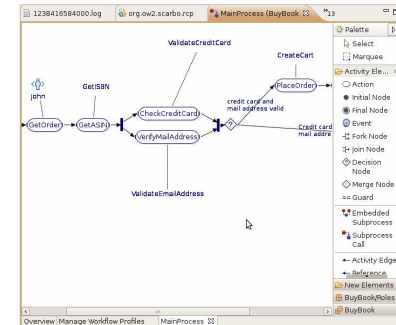 1238416584000.log
org.ow2.scarbo.rcp
*MainProcess (BuyBook
»13
ValidateCreditCard
CreateCart
john
GetISBN
CheckCreditCard
PlaceOrder
credit card and
mail address valid
GetOrder
GetASIN
?
Credit card
mail addre
VerifyMailAddress
ValidateEmailAddress
Palette
Select
Marquee
Activity Ele...
Action
Initial Node
Final Node
Event
Fork Node
Join Node
Decision
Node
Merge Node
== Guard
Embedded
Subprocess
Subprocess
Call
Activity Edge
Reference
New Elements
BuyBook/Roles
BuyBook
Overview
Manage Workflow Profiles
MainProcess